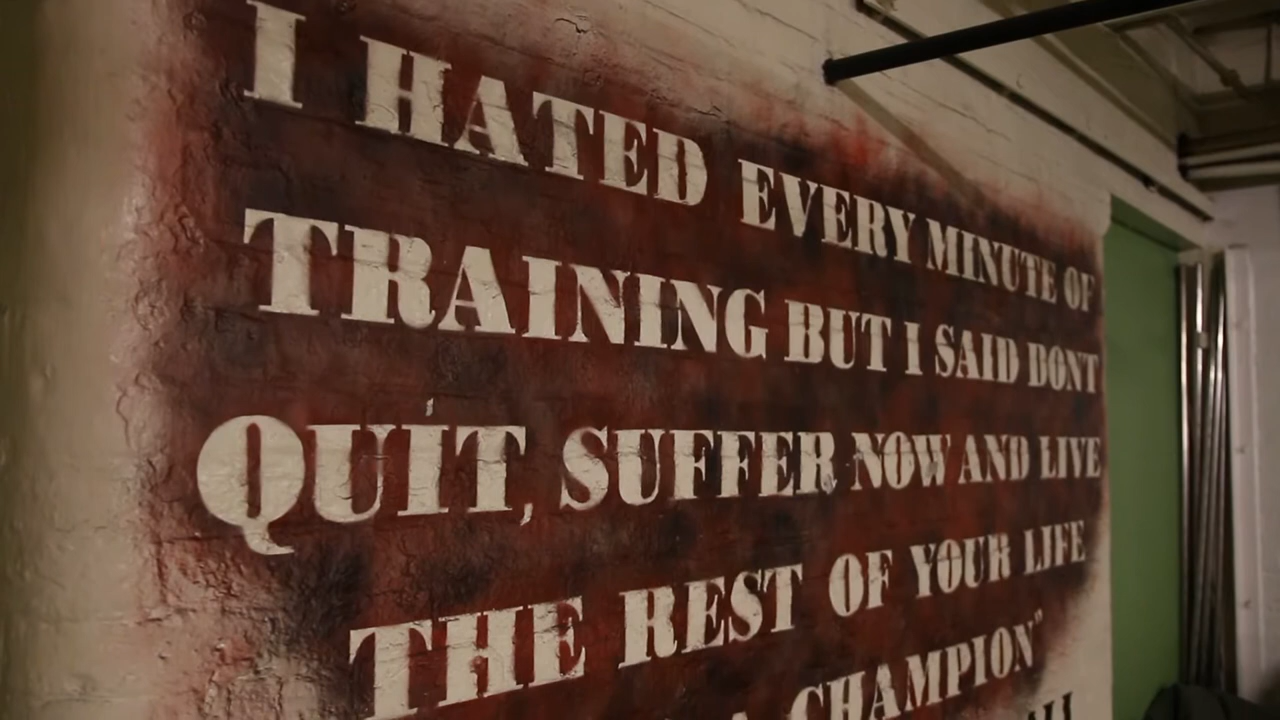 I HATED EVERY MINUTE OF
TRAINING BUT I SAID DONT
QUIT, SUFFER NOW AND LIVE
THE REST OF YOUR LIFE
A CHAMPION"